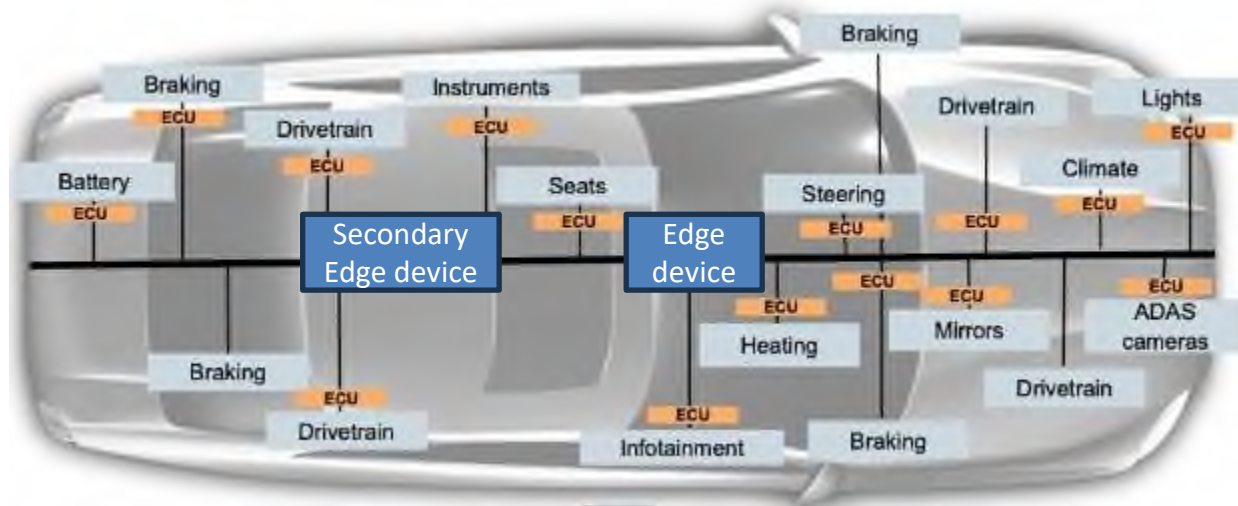 Braking
Braking
ECU
Instruments
ECU
Drivetrain
ECU
Drivetrain
ECU
Lights
ECU
Battery
ECU
Seats
ECU
Steering
ECU
Climate
ECU
Secondary
Edge device
Edge
device
ECU
Heating
ECU
ECU
Mirrors
ECU
ADAS
cameras
Braking
Drivetrain
ECU
Drivetrain
ECU
Infotainment
Braking